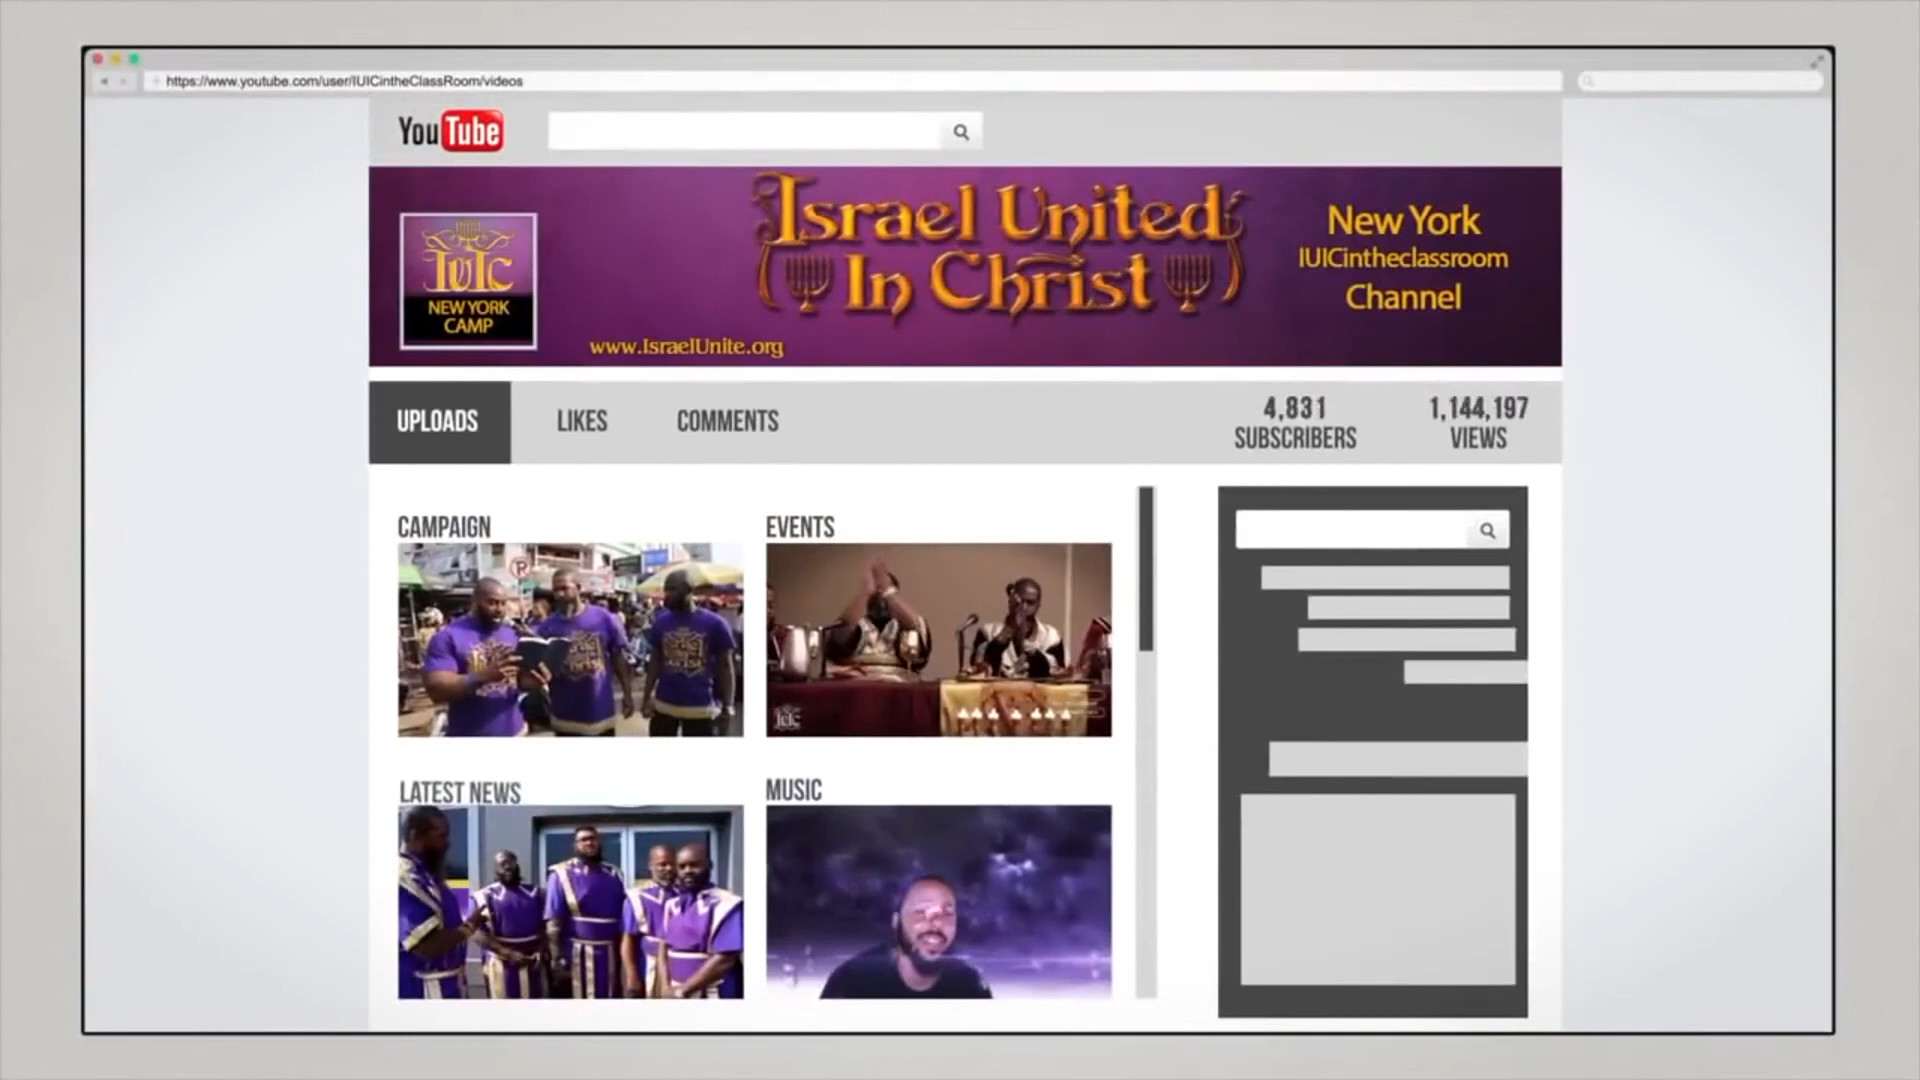 https://www.youtube.com/user/IUICintheClassRoom/videos
YouTube
Israel United
In Christ
IUIC
NEW YORK
CAMP
www.IsraelUnite.org
New York
IUICintheclassroom
Channel
UPLOADS
LIKES
COMMENTS
4,831
SUBSCRIBERS
1,144,197
VIEWS
CAMPAIGN
EVENTS
IUIC
LATEST NEWS
MUSIC